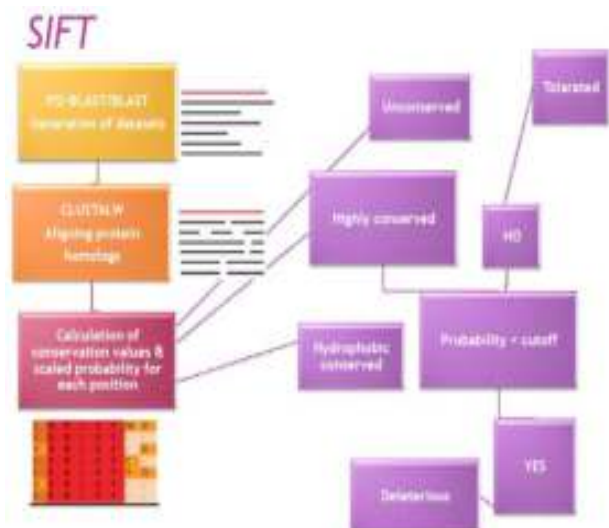 SIFT
PSI-BLAST/BLAST
Generation of datasets
CLUSTALW
Aligning protein
homologs
Calculation of
conservation values &
scaled probability for
each position
Unconserved
Highly conserved
Hydrophobic
conserved
Tolerated
NO
Probability < cutoff
YES
Deleterious